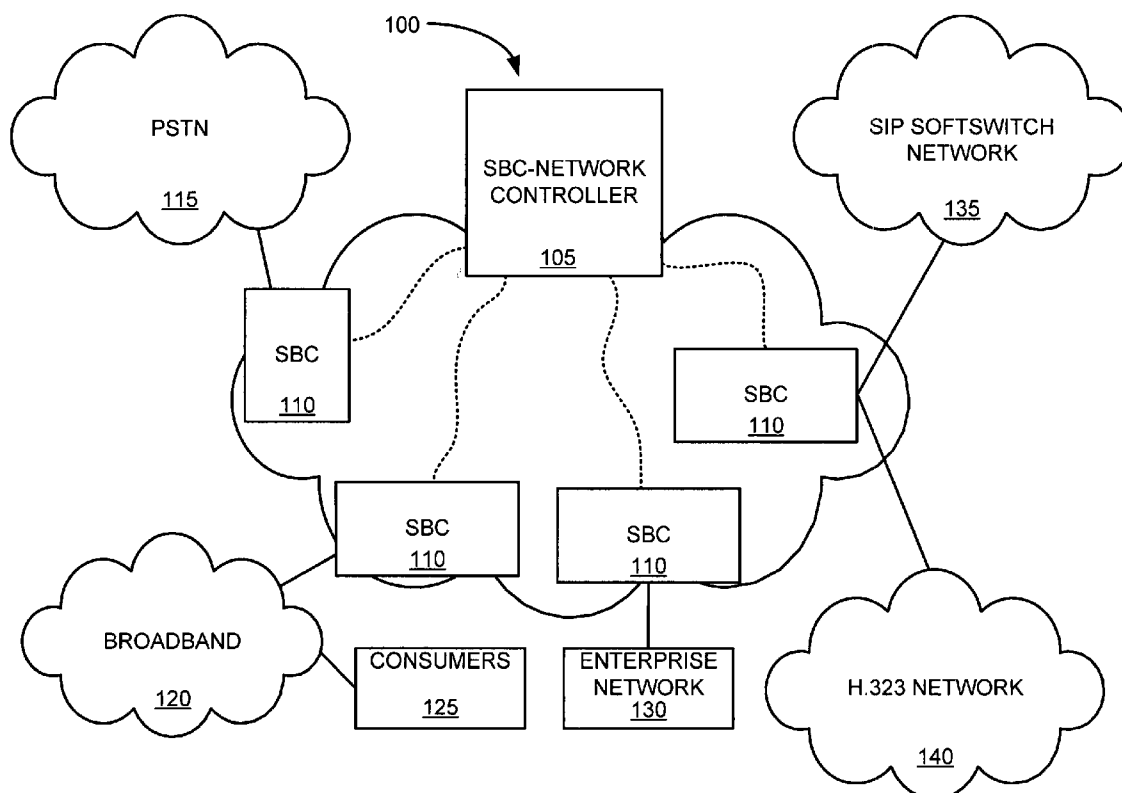 100
PSTN
115
SBC-NETWORK
CONTROLLER
105
SIP SOFTSWITCH
NETWORK
135
SBC
110
SBC
110
SBC
110
SBC
110
BROADBAND
120
CONSUMERS
125
ENTERPRISE
NETWORK
130
H.323 NETWORK
140